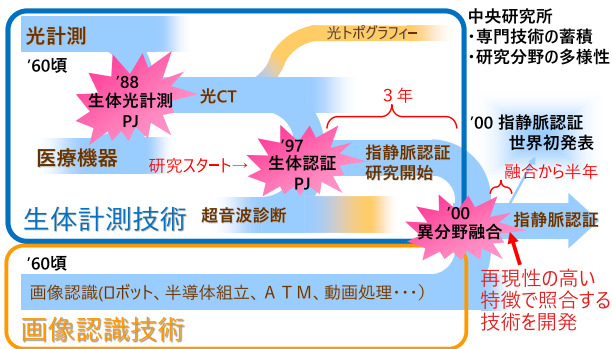 光計測
'60頃
'88
生体光計測
PJ
医療機器
光トポグラフィー
光CT
3年
研究スタート→
'97
生体認証
PJ
指静脈認証
研究開始
超音波診断
生体計測技術
中央研究所
・専門技術の蓄積
・研究分野の多様性
'00 指静脈認証
世界初発表
融合から半年
'00
異分野融合
指静脈認証
再現性の高い
特徴で照合する
技術を開発
'60頃
画像認識(ロボット、半導体組立、ATM、動画処理・・・)
画像認識技術